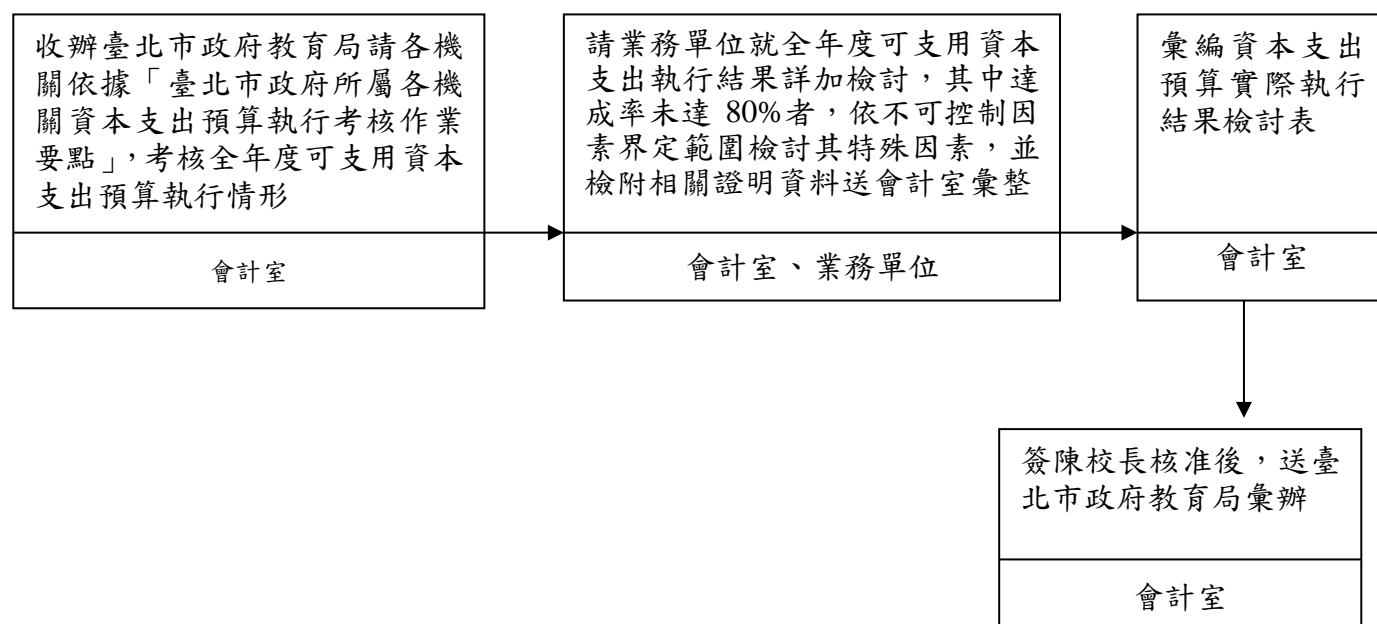 收辦臺北市政府教育局請各機
關依據「臺北市政府所屬各機
關資本支出預算執行考核作業
要點」,考核全年度可支用資本
支出預算執行情形
會計室
請業務單位就全年度可支用資本
支出執行結果詳加檢討,其中達
成率未達 80%者,依不可控制因
素界定範圍檢討其特殊因素,並
檢附相關證明資料送會計室彙整
會計室、業務單位
彙編資本支出
預算實際執行
結果檢討表
會計室
簽陳校長核准後,送臺
北市政府教育局彙辦
會計室